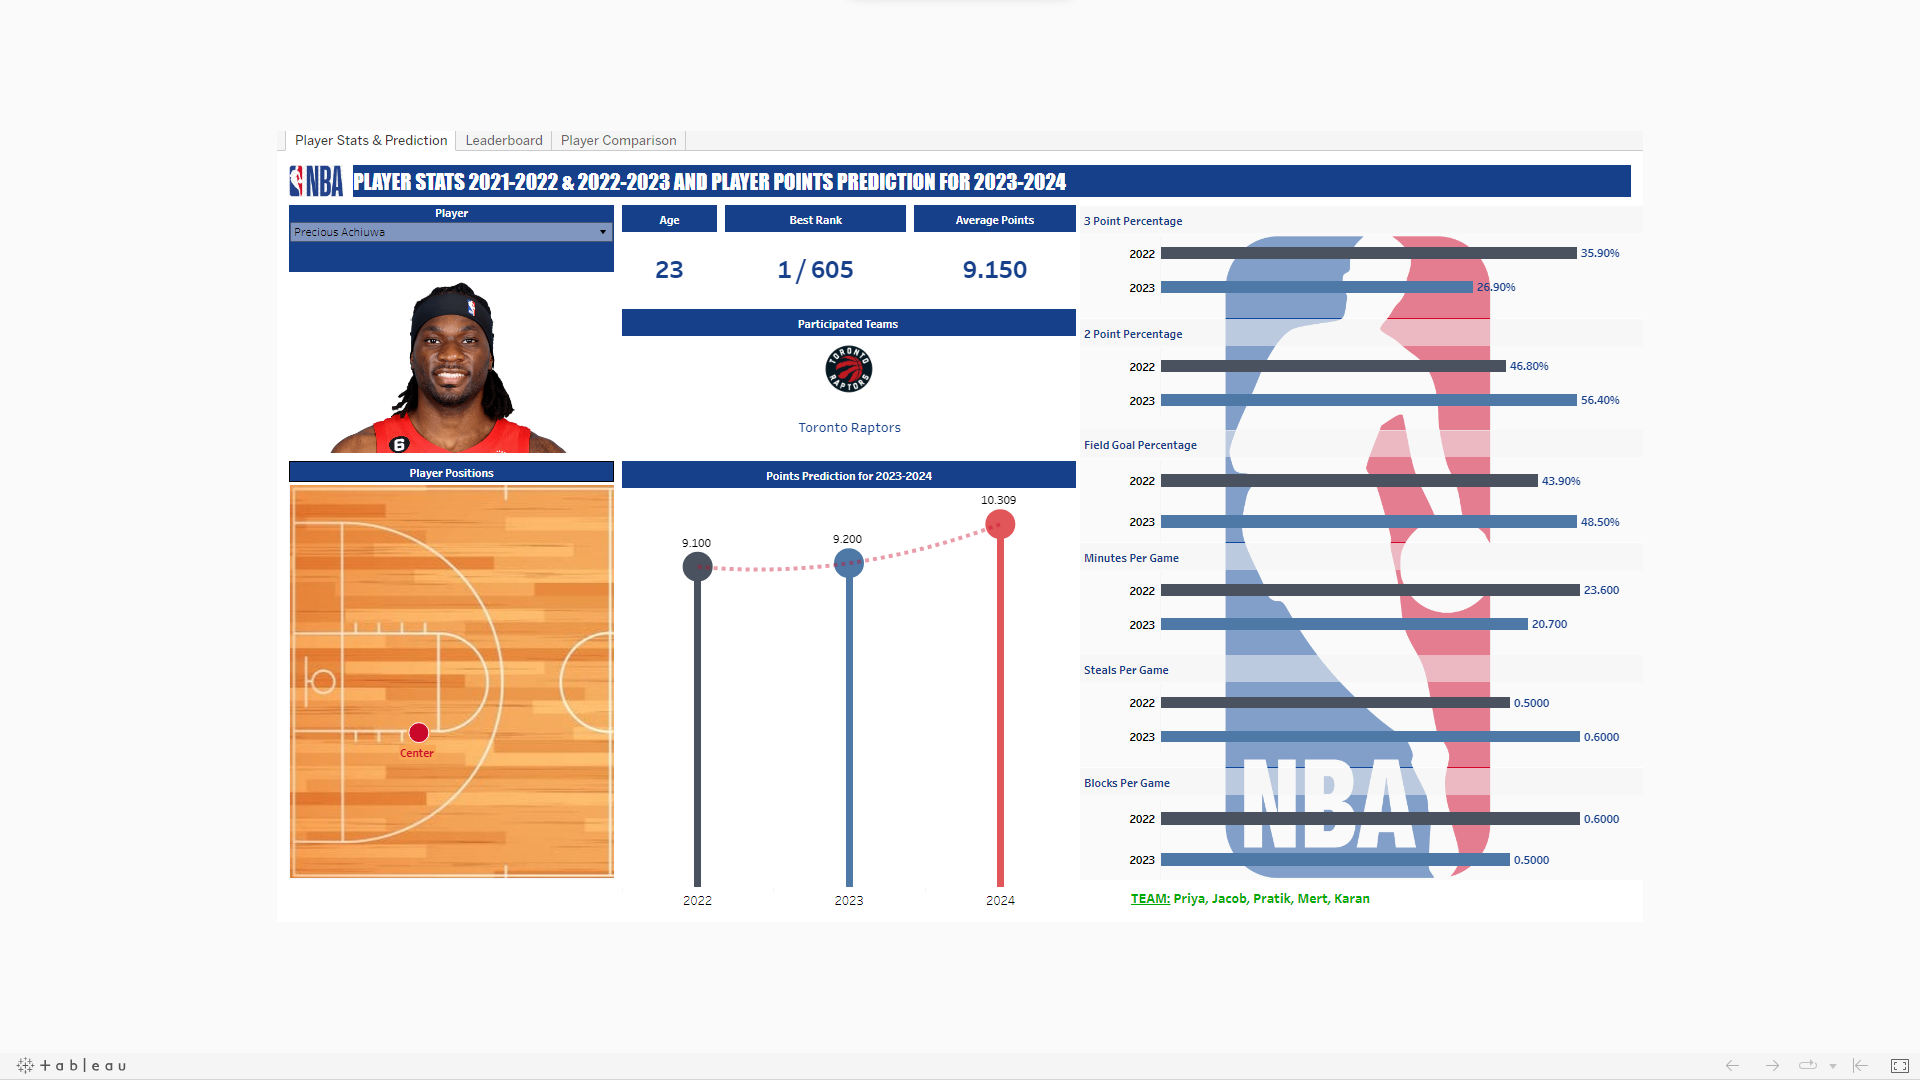 Player Stats & Prediction
Leaderboard
Player Comparison
NBA
PLAYER STATS 2021-2022 & 2022-2023 AND PLAYER POINTS PREDICTION FOR 2023-2024
Player
Precious Achiuwa
6
Player Positions
Center
Age
23
Best Rank
1 / 605
Average Points
9.150
Participated Teams
TORONTO
RAPTORS
Toronto Raptors
Points Prediction for 2023-2024
9.100
9.200
10.309
2022
2023
2024
3 Point Percentage
2022 35.90%
2023 26.90%
2 Point Percentage
2022 46.80%
2023 56.40%
Field Goal Percentage
2022 43.90%
2023 48.50%
Minutes Per Game
2022 23.600
2023 20.700
Steals Per Game
2022 0.5000
2023 0.6000
Blocks Per Game
2022 0.6000
2023 0.5000
NBA
TEAM: Priya, Jacob, Pratik, Mert, Karan
+ableau